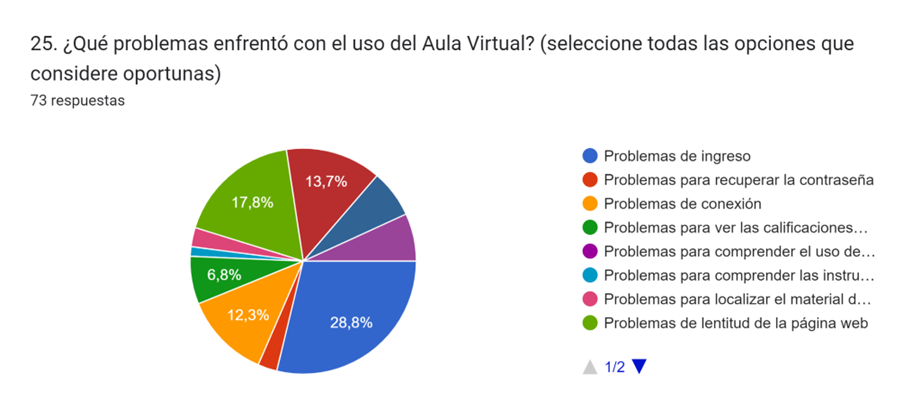 25. ¿Qué problemas enfrentó con el uso del Aula Virtual? (seleccione todas las opciones que
considere oportunas)
73 respuestas
13,7%
17,8%
6,8%
12,3%
28,8%
Problemas de ingreso
Problemas para recuperar la contraseña
Problemas de conexión
Problemas para ver las calificaciones…
Problemas para comprender el uso de…
Problemas para comprender las instru…
Problemas para localizar el material d…
Problemas de lentitud de la página web
1/2